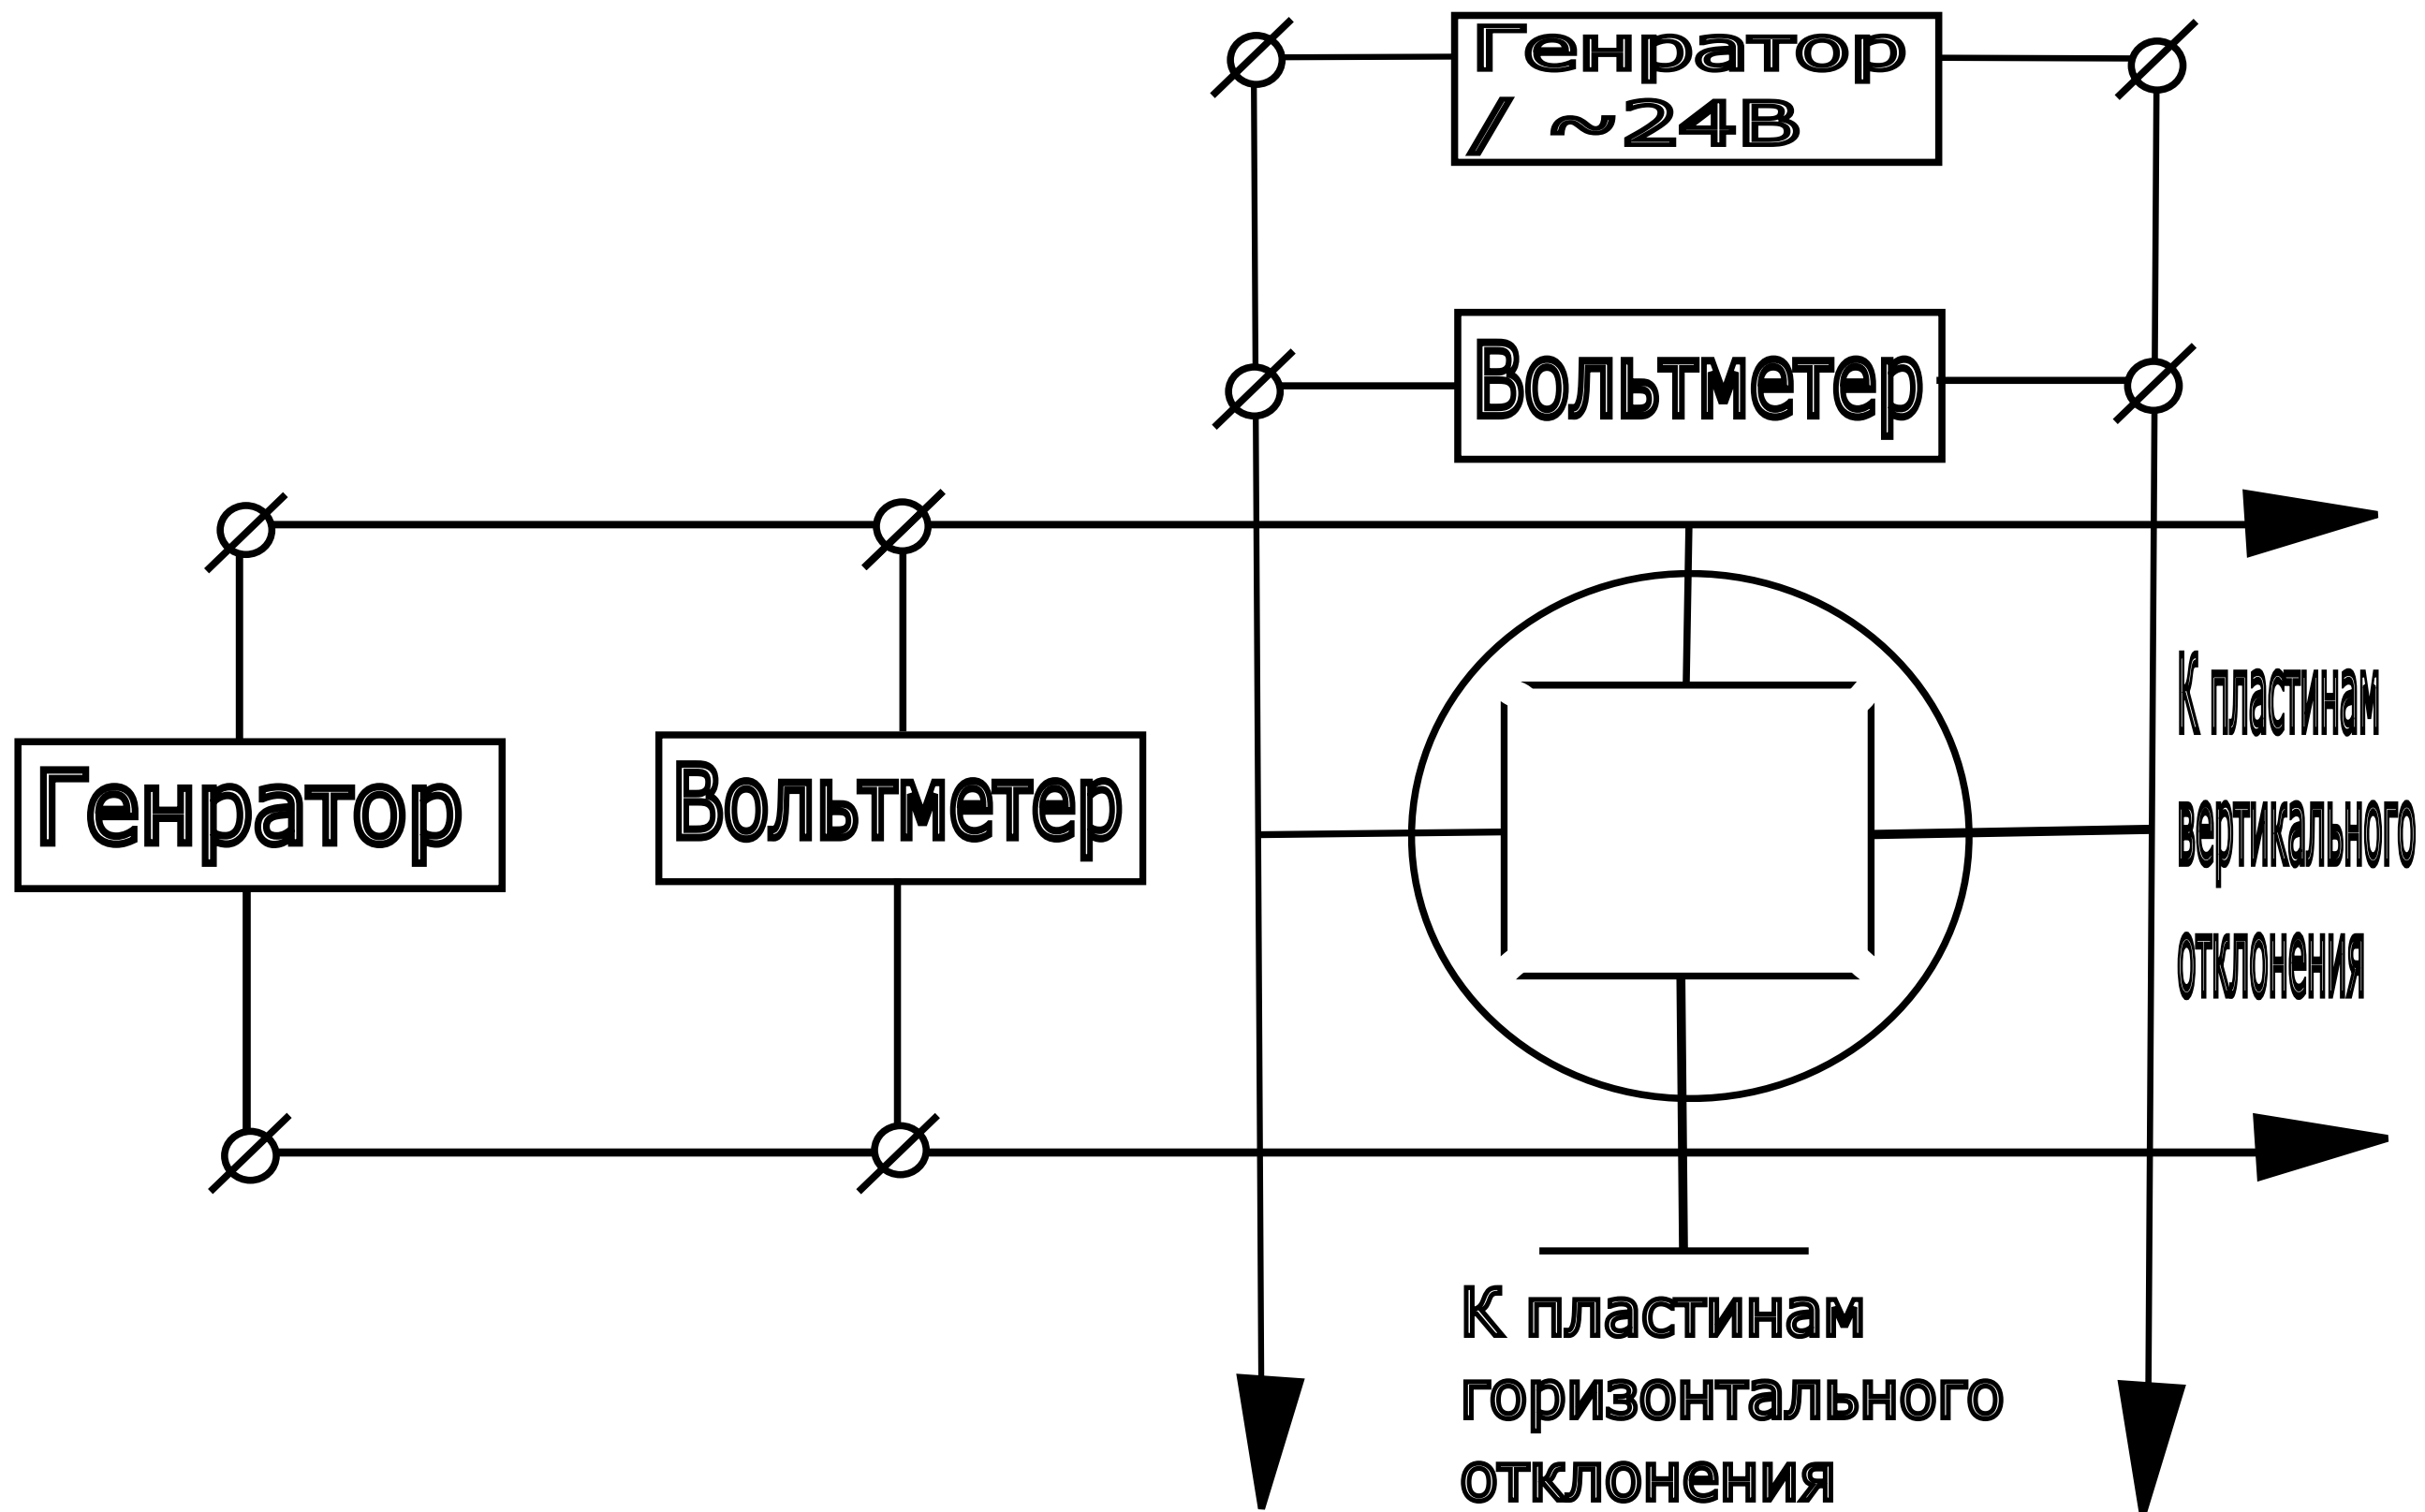 Генратор
/ ~24В
Вольтметер
Генратор
Вольтметер
К пластинам
вертикального
отклонения
К пластинам
горизонтального
отклонения